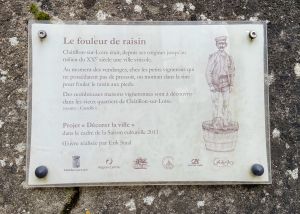 Le fouleur de raisin
Châtillon-sur-Loire était, depuis ses origines jusqu'au
milieu du XXe siècle une ville viticole.
Au moment des vendanges, chez les petits vignerons qui
ne possédaient pas de pressoir, on montait dans la cuve
pour fouler le raisin aux pieds.
Des nombreuses maisons vigneronnes sont à découvrir
dans les vieux quartiers de Châtillon-sur-Loire.
Projet « Décorer la ville »
dans le cadre de la Saison culturelle 2011
Œuvre réalisée par Erik